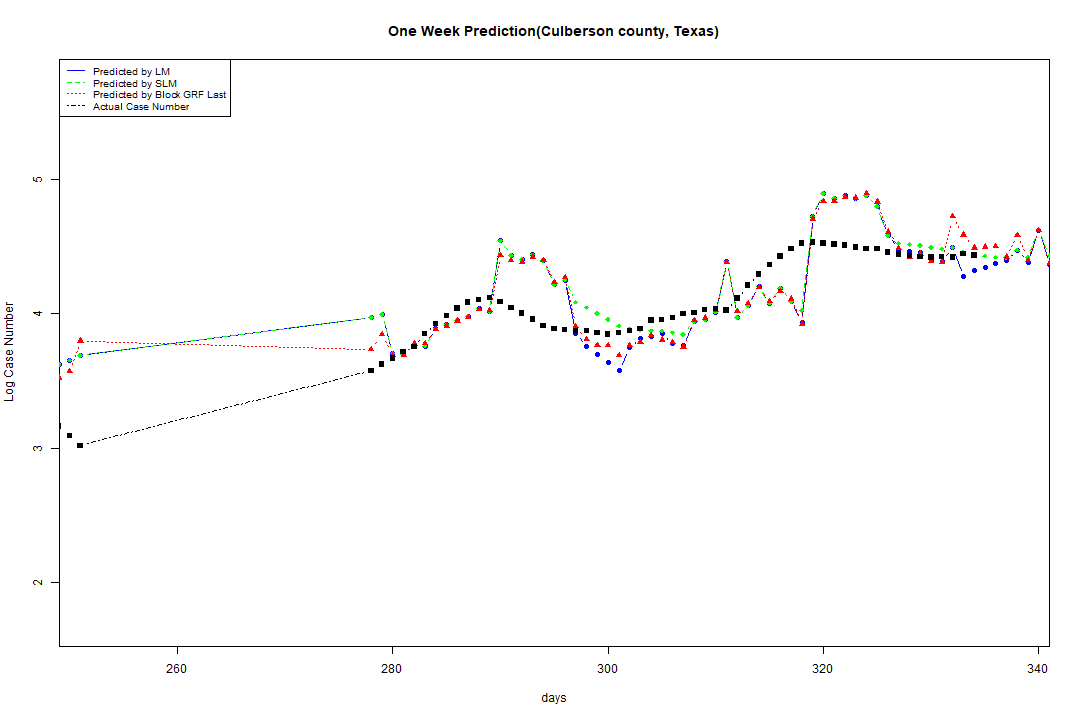 One Week Prediction(Culberson county, Texas)
Predicted by LM
Predicted by SLM
Predicted by Block GRF Last
Actual Case Number
Log Case Number
5
4
3
2
260 280 300 320 340
days